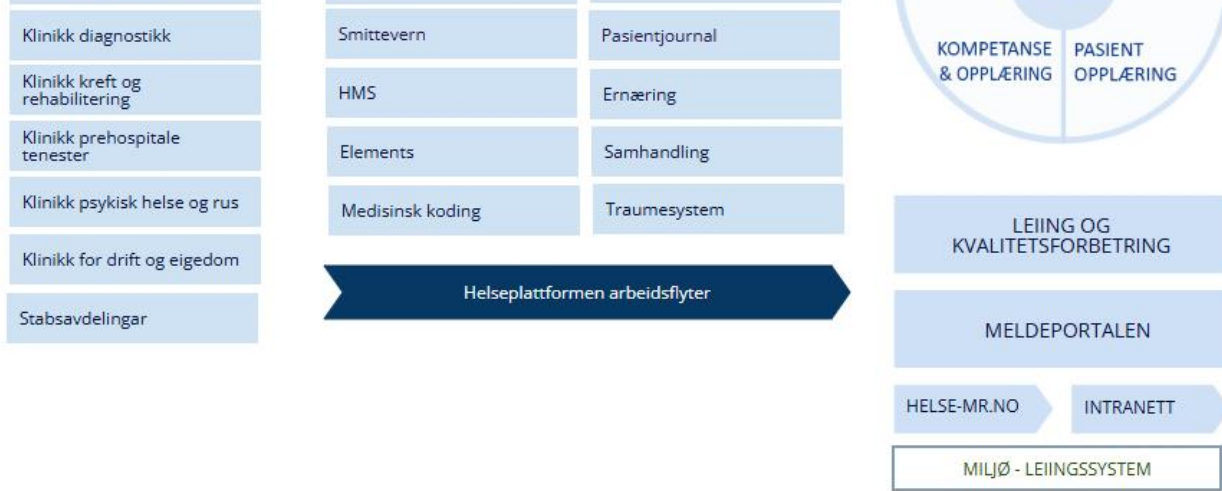 Klinikk diagnostikk
Klinikk kreft og
rehabilitering
Klinikk prehospitale
tenester
Klinikk psykisk helse og rus
Klinikk for drift og eigedom
Stabsavdelingar
Smittevern
HMS
Elements
Medisinsk koding
Pasientjournal
Ernæring
Samhandling
Traumesystem
Helseplattformen arbeidsflyter
KOMPETANSE
& OPPLÆRING
PASIENT
OPPLÆRING
LEIING OG
KVALITETSFORBETRING
MELDEPORTALEN
HELSE-MR.NO
INTRANETT
MILJØ - LEIINGSSYSTEM